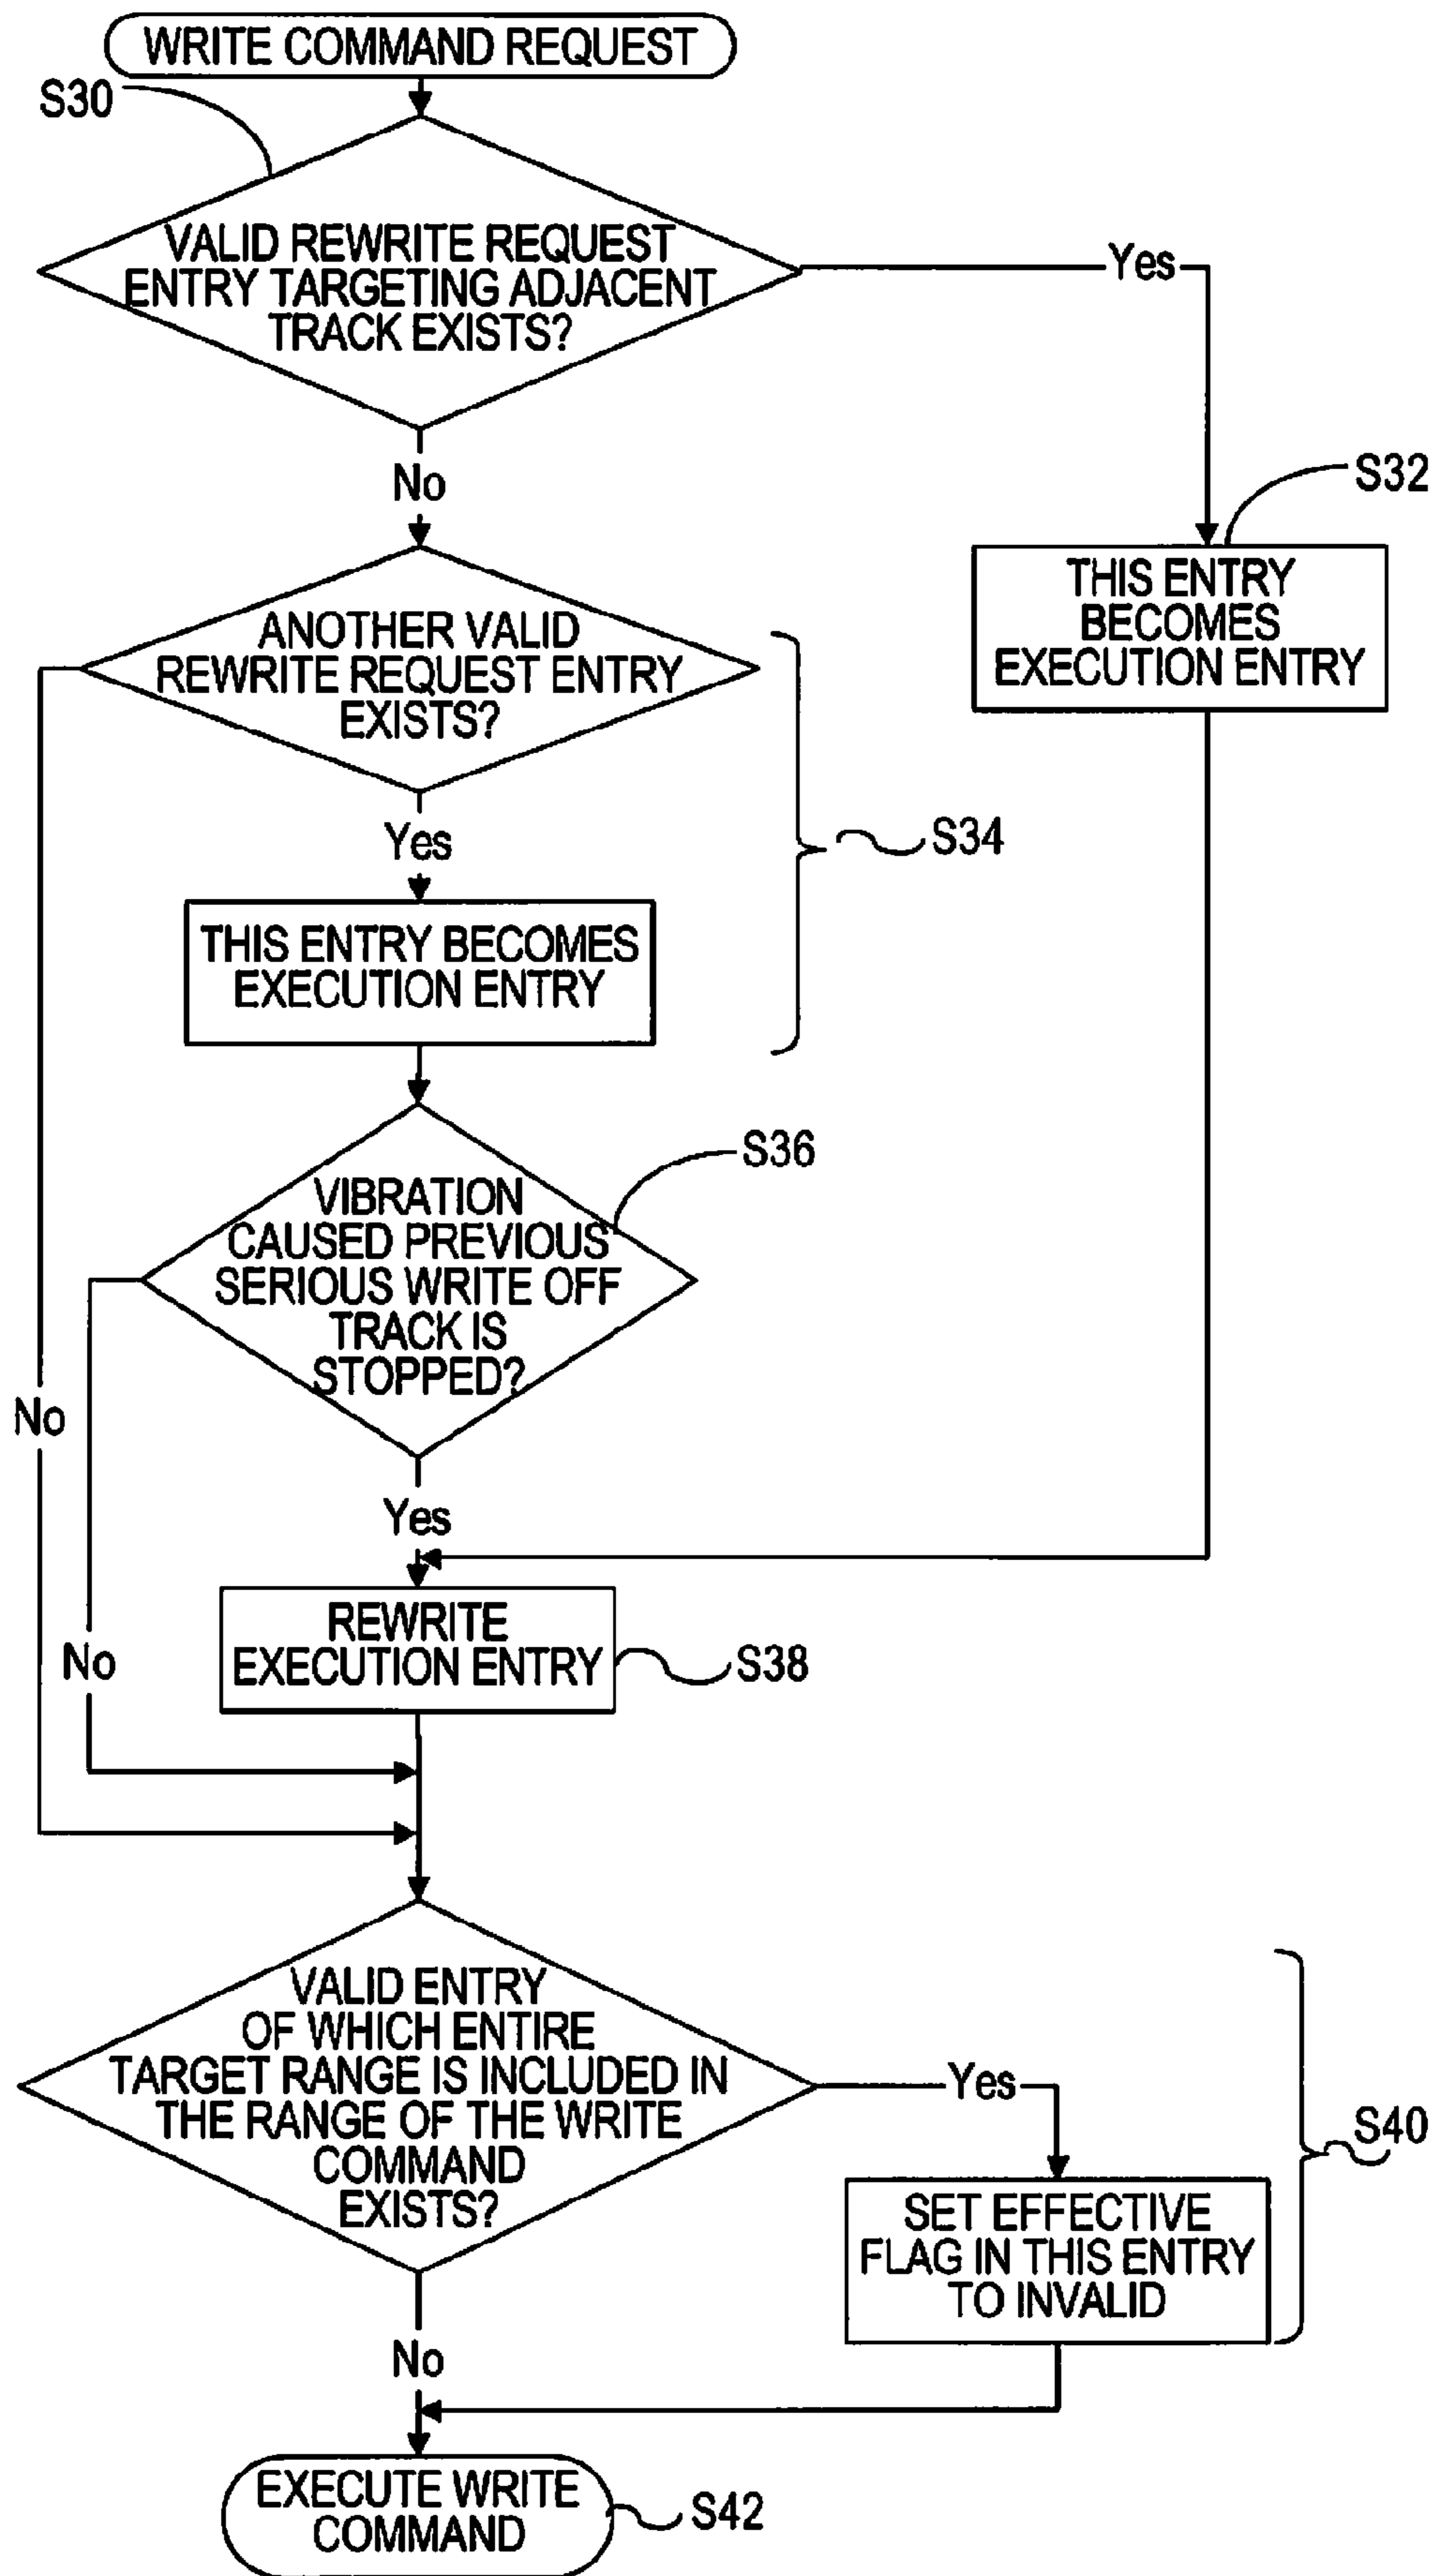 WRITE COMMAND REQUEST
S30
VALID REWRITE REQUEST
ENTRY TARGETING ADJACENT
TRACK EXISTS?
Yes
No
S32
THIS ENTRY
BECOMES
EXECUTION ENTRY
ANOTHER VALID
REWRITE REQUEST ENTRY
EXISTS?
S34
Yes
THIS ENTRY BECOMES
EXECUTION ENTRY
S36
VIBRATION
CAUSED PREVIOUS
SERIOUS WRITE OFF
TRACK IS
STOPPED?
No
Yes
REWRITE
EXECUTION ENTRY
S38
No
VALID ENTRY
OF WHICH ENTIRE
TARGET RANGE IS INCLUDED IN
THE RANGE OF THE WRITE
COMMAND
EXISTS?
Yes
S40
SET EFFECTIVE
FLAG IN THIS ENTRY
TO INVALID
No
EXECUTE WRITE
COMMAND
S42